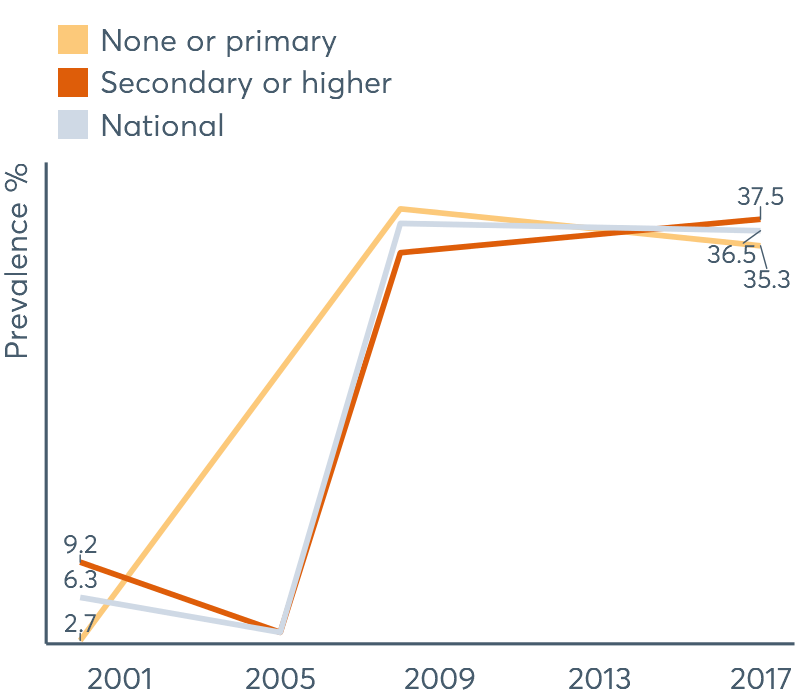 None or primary
Secondary or higher
National
Prevalence %
37.5
36.5
35.3
9.2
6.3
2.7
2001 2005 2009 2013 2017